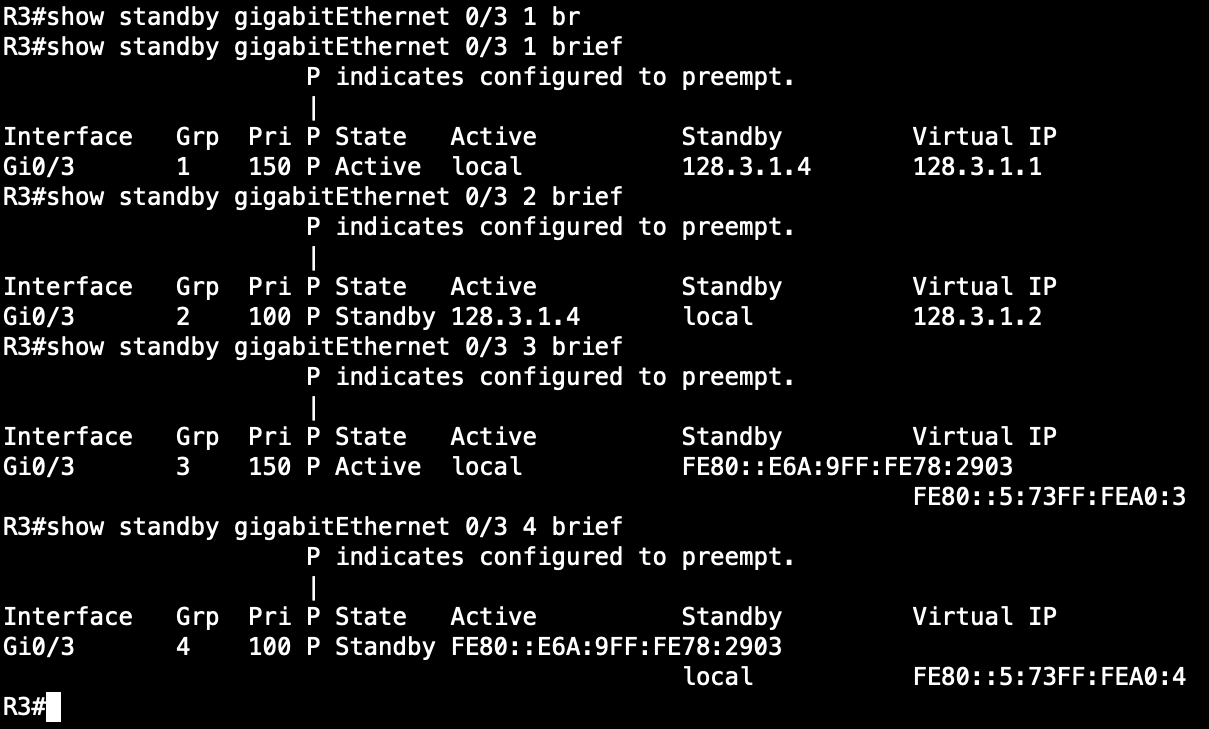 R3#show standby gigabitEthernet 0/3 1 br
R3#show standby gigabitEthernet 0/3 1 brief
                     P indicates configured to preempt.
                     |
Interface   Grp  Pri P State   Active          Standby         Virtual IP
Gi0/3       1    150 P Active  local           128.3.1.4       128.3.1.1
R3#show standby gigabitEthernet 0/3 2 brief
                     P indicates configured to preempt.
                     |
Interface   Grp  Pri P State   Active          Standby         Virtual IP
Gi0/3       2    100 P Standby 128.3.1.4       local           128.3.1.2
R3#show standby gigabitEthernet 0/3 3 brief
                     P indicates configured to preempt.
                     |
Interface   Grp  Pri P State   Active          Standby         Virtual IP
Gi0/3       3    150 P Active  local           FE80::E6A:9FF:FE78:2903
                                                               FE80::5:73FF:FEA0:3
R3#show standby gigabitEthernet 0/3 4 brief
                     P indicates configured to preempt.
                     |
Interface   Grp  Pri P State   Active          Standby         Virtual IP
Gi0/3       4    100 P Standby FE80::E6A:9FF:FE78:2903
                                               local           FE80::5:73FF:FEA0:4
R3#